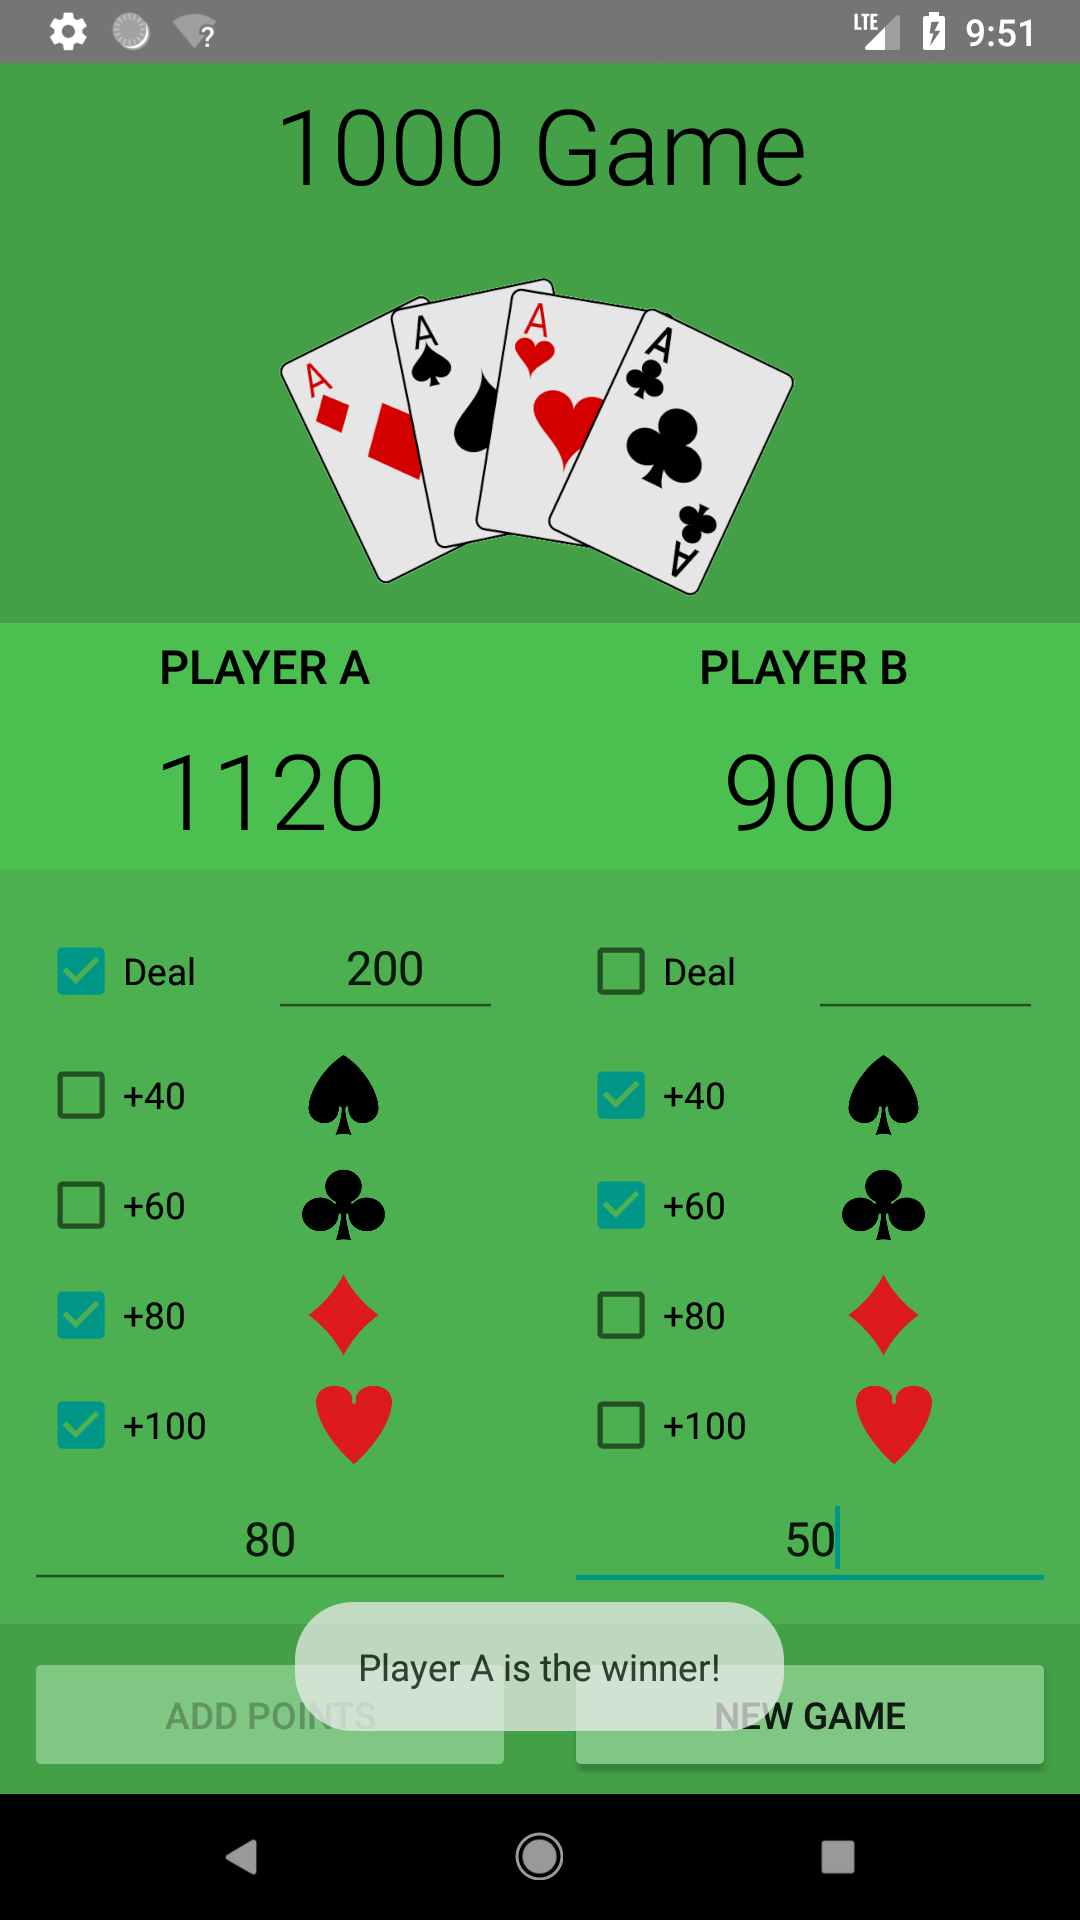 LTE 9:51
1000 Game
A A A A
A
PLAYER A PLAYER B
1120 900
Deal 200 Deal
+40 +40
+60 +60
+80 +80
+100 +100
80 50
Player A is the winner!
ADD POINTS NEW GAME